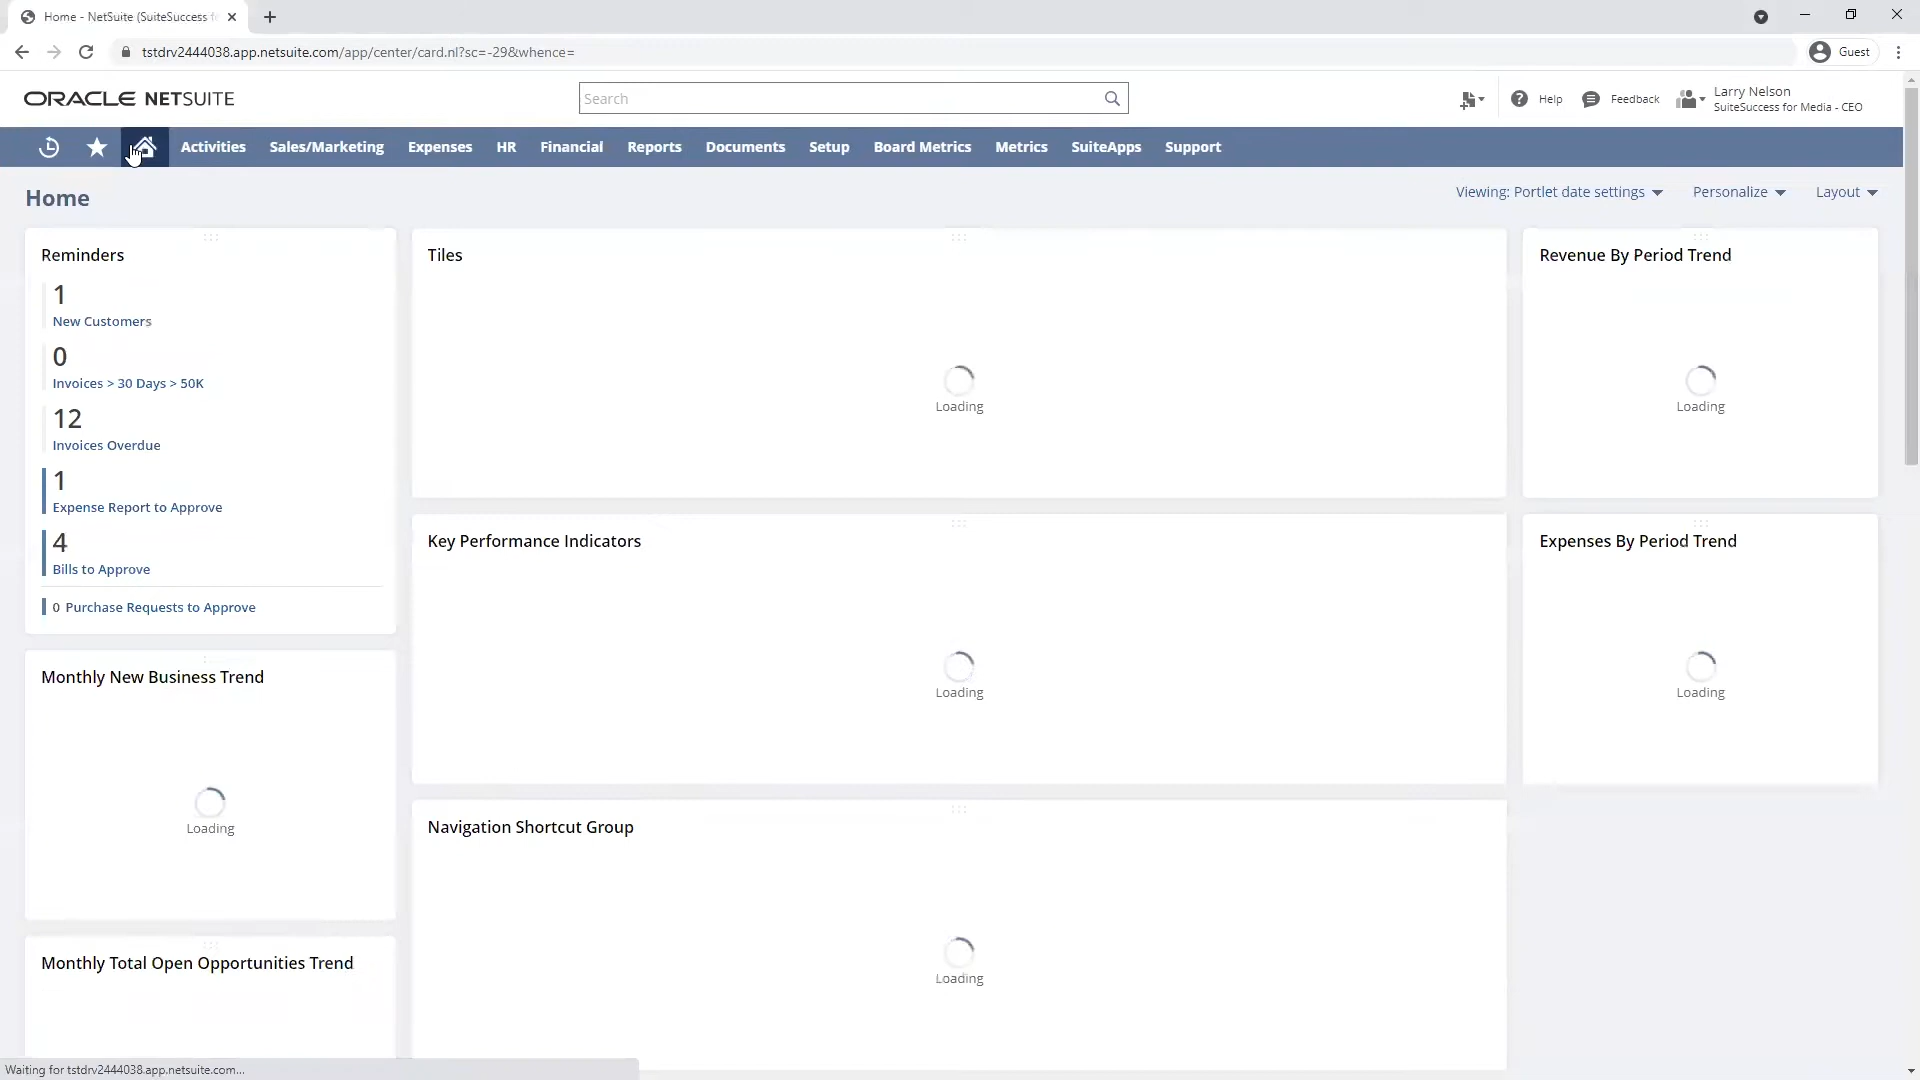 Home - NetSuite (SuiteSuccess f
tstdrv2444038.app.netsuite.com/app/center/card.nl?sc=-29&whence=
Guest
ORACLE NETSUITE
Search
Help
Feedback
Larry Nelson
SuiteSuccess for Media - CEO
Activities
Sales/Marketing
Expenses
HR
Financial
Reports
Documents
Setup
Board Metrics
Metrics
SuiteApps
Support
Home
Viewing: Portlet date settings
Personalize
Layout
Reminders
1
New Customers
0
Invoices > 30 Days > 50K
12
Invoices Overdue
1
Expense Report to Approve
4
Bills to Approve
0 Purchase Requests to Approve
Monthly New Business Trend
Loading
Monthly Total Open Opportunities Trend
Tiles
Loading
Key Performance Indicators
Loading
Navigation Shortcut Group
Loading
Revenue By Period Trend
Loading
Expenses By Period Trend
Loading
Waiting for tstdrv2444038.app.netsuite.com...